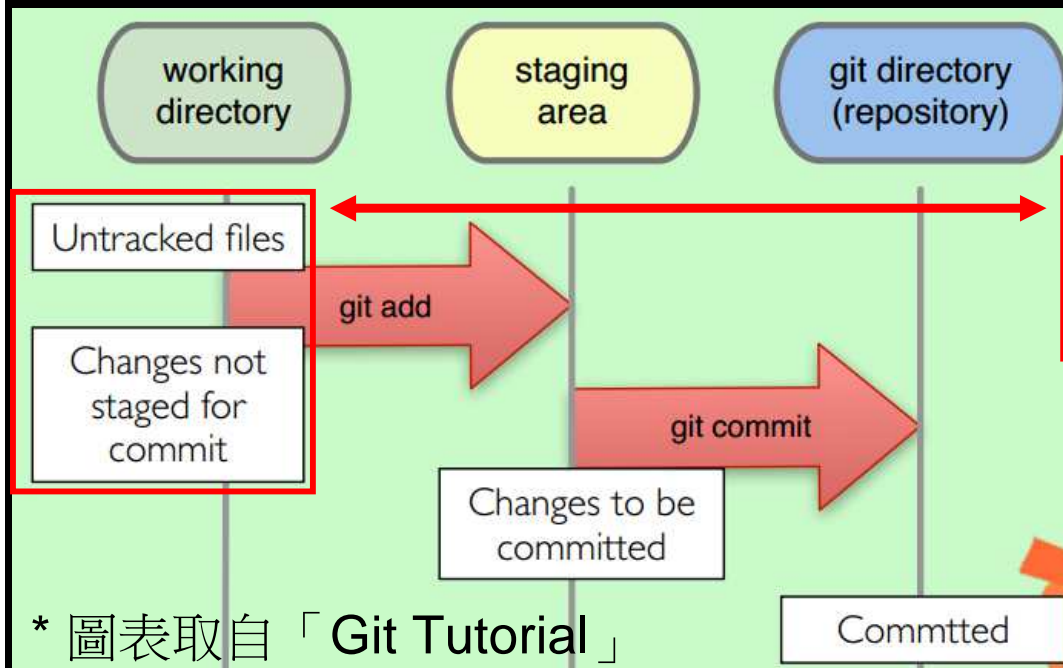 working
directory
staging
area
git directory
(repository)
Untracked files
git add
Changes not
staged for
commit
git commit
Changes to be
committed
Commtted
* 圖表取自「Git Tutorial」